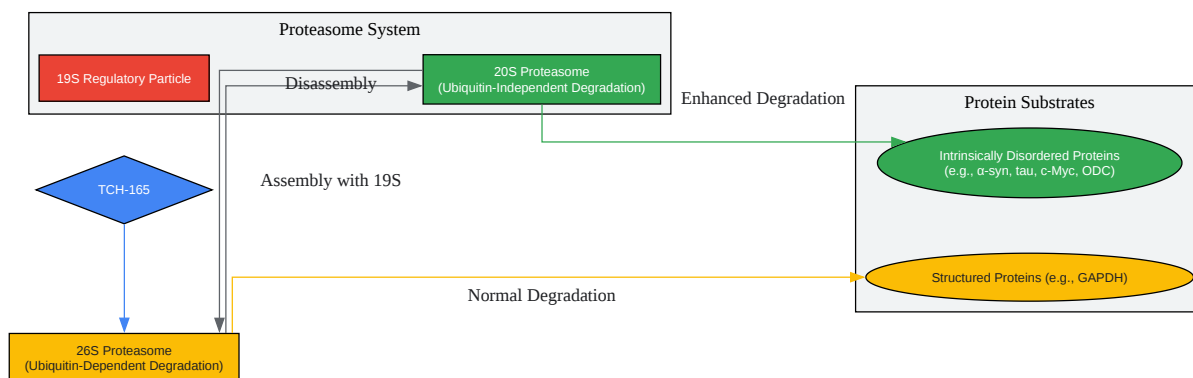 Proteasome System
19S Regulatory Particle
20S Proteasome
(Ubiquitin-Independent Degradation)
Disassembly
Enhanced Degradation
Protein Substrates
Intrinsically Disordered Proteins
(e.g., α-syn, tau, c-Myc, ODC)
TCH-165
Assembly with 19S
Structured Proteins (e.g., GAPDH)
Normal Degradation
26S Proteasome
(Ubiquitin-Dependent Degradation)